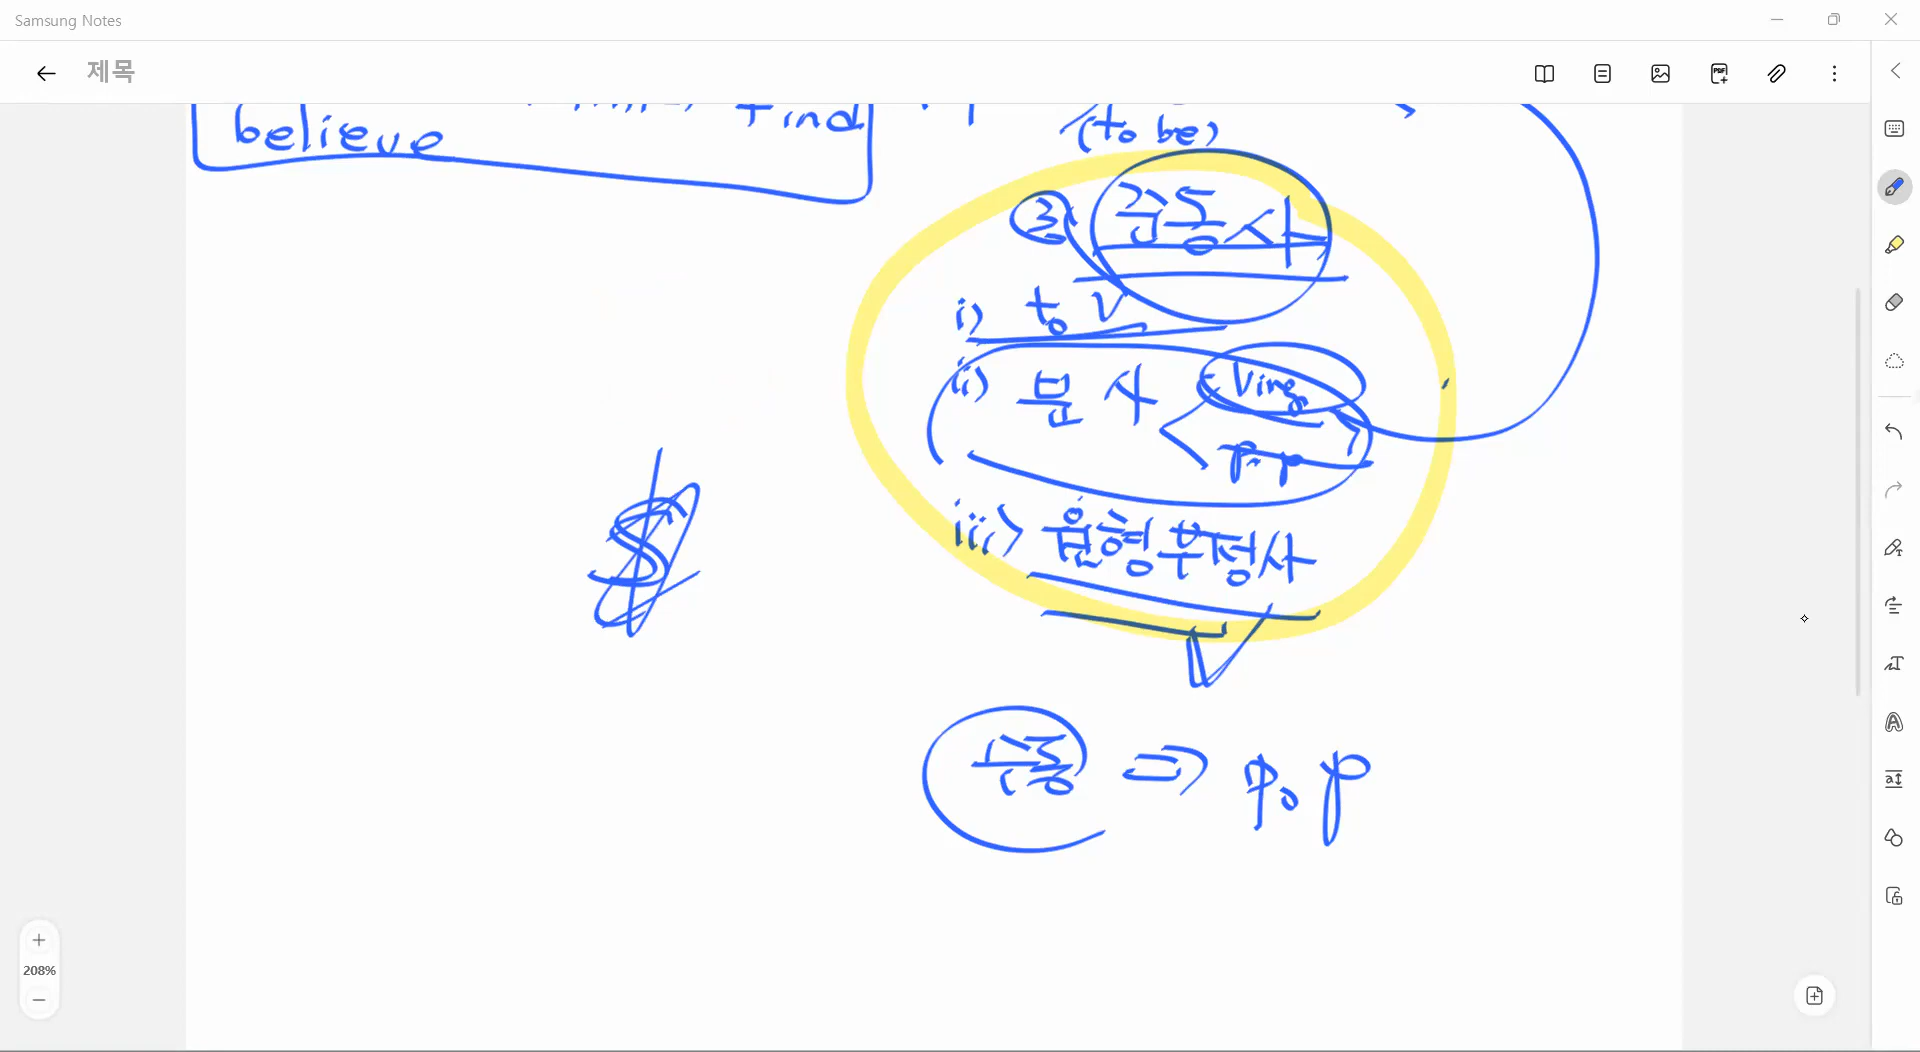 Samsung Notes
제목
find
believe
(to be)
③ 준동사
i) to V
ii) 분사 Ving
p.p
iii) 원형부정사
$
수동 ⇒ p.p
208%